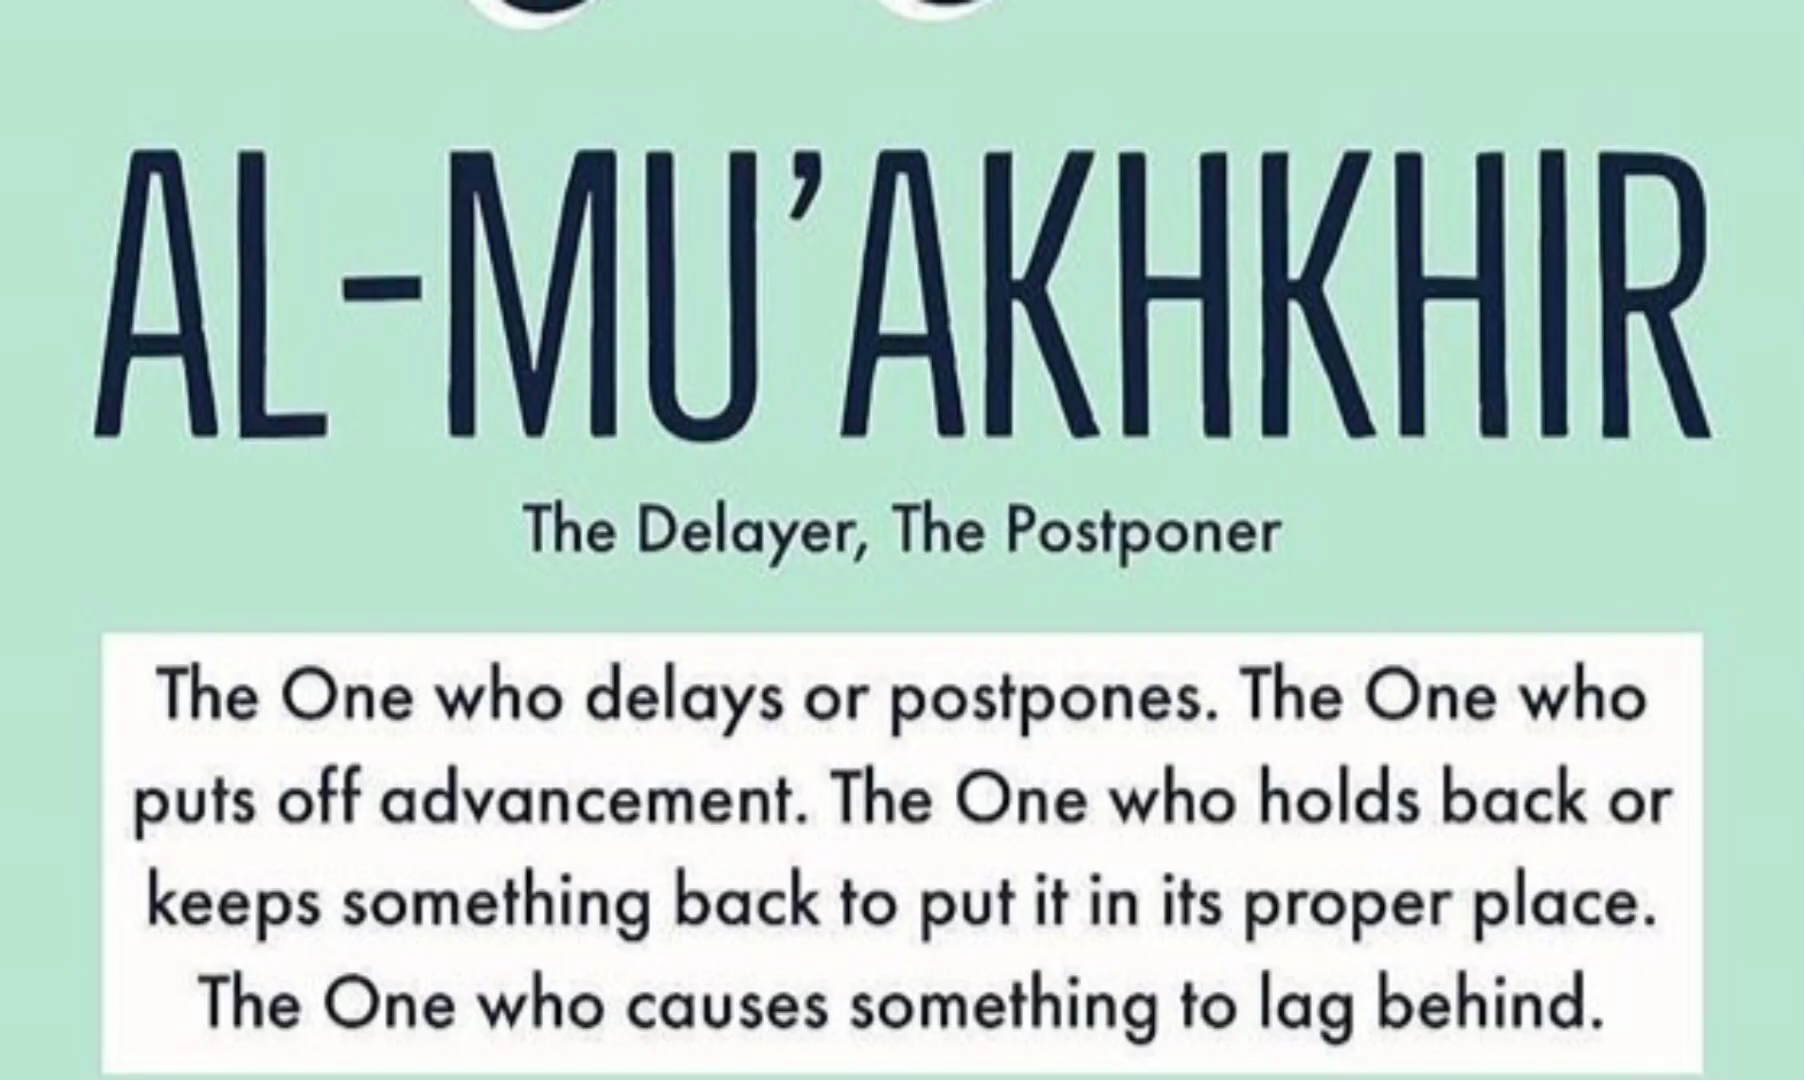 AL-MU’AKHKHIR
The Delayer, The Postponer
The One who delays or postpones. The One who
puts off advancement. The One who holds back or
keeps something back to put it in its proper place.
The One who causes something to lag behind.